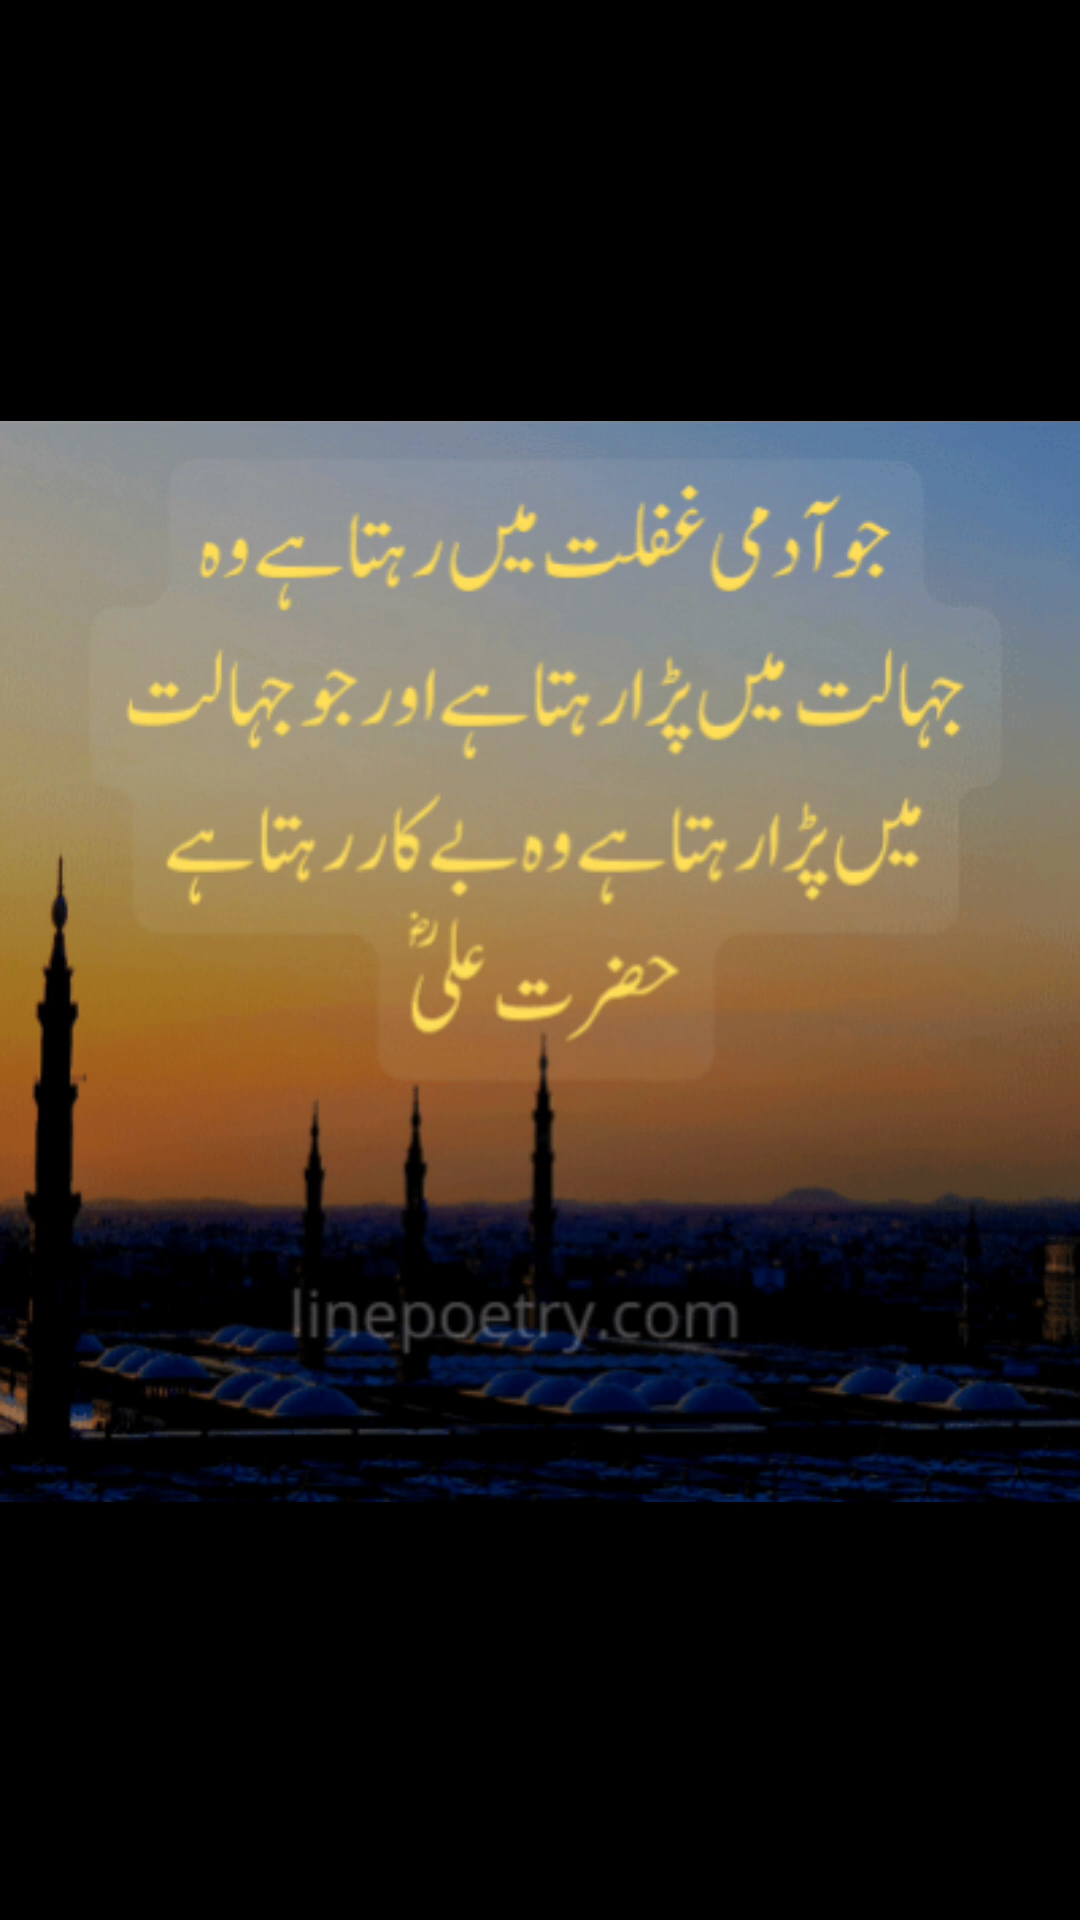 جو آدمی غفلت میں رہتا ہے وہ
جہالت میں پڑا رہتا ہے اور جو جہالت
میں پڑا رہتا ہے وہ بے کار رہتا ہے
حضرت علیؓ
linepoetry.com